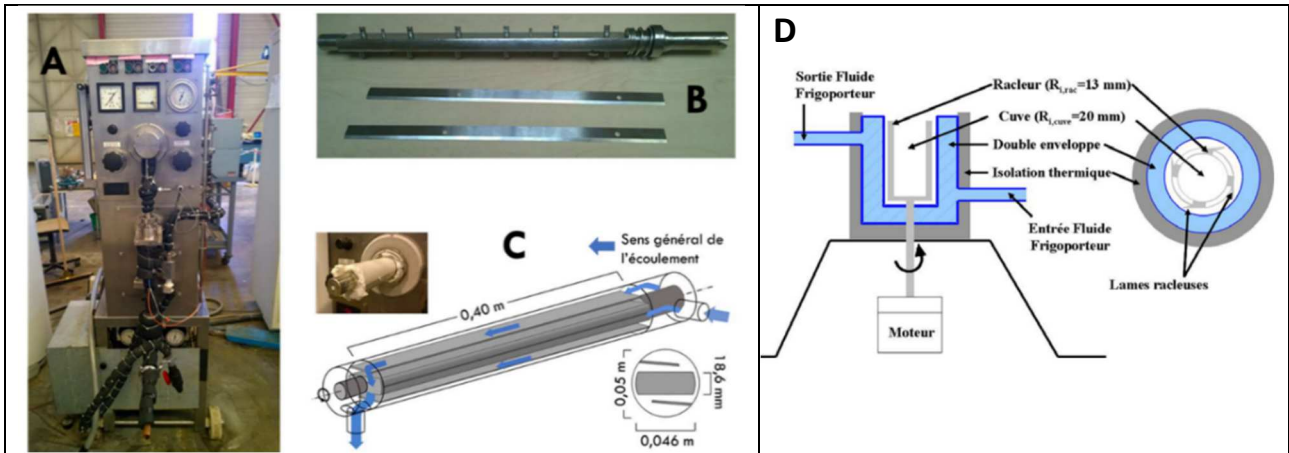 A
B
C
Sens général de
l'écoulement
0,40 m
0,05 m
18,6 mm
0,046 m
D
Sortie Fluide
Frigoporteur
Racleur (Ri,rac=13 mm)
Cuve (Ri,cuve=20 mm)
Double enveloppe
Isolation thermique
Entrée Fluide
Frigoporteur
Lames racleuses
Moteur